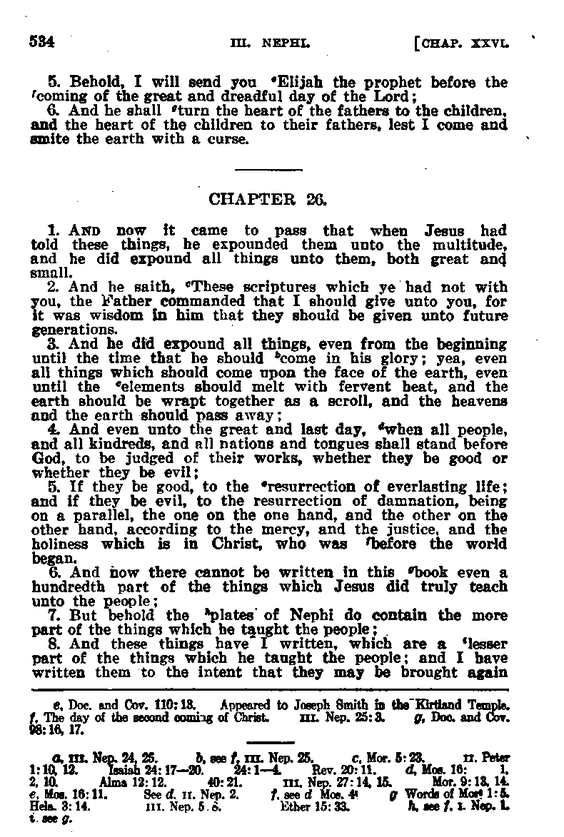 534 III. NEPHI. [CHAP. XXVI.
5. Behold, I will send you eElijah the prophet before the
fcoming of the great and dreadful day of the Lord;
6. And he shall gturn the heart of the fathers to the children,
and the heart of the children to their fathers, lest I come and
smite the earth with a curse.
CHAPTER 26.
1. AND now it came to pass that when Jesus had
told these things, he expounded them unto the multitude,
and he did expound all things unto them, both great and
small.
2. And he saith, aThese scriptures which ye had not with
you, the Father commanded that I should give unto you, for
it was wisdom in him that they should be given unto future
generations.
3. And he did expound all things, even from the beginning
until the time that he should bcome in his glory; yea, even
all things which should come upon the face of the earth, even
until the celements should melt with fervent heat, and the
earth should be wrapt together as a scroll, and the heavens
and the earth should pass away;
4. And even unto the great and last day, dwhen all people,
and all kindreds, and all nations and tongues shall stand before
God, to be judged of their works, whether they be good or
whether they be evil;
5. If they be good, to the eresurrection of everlasting life;
and if they be evil, to the resurrection of damnation, being
on a parallel, the one on the one hand, and the other on the
other hand, according to the mercy, and the justice, and the
holiness which is in Christ, who was fbefore the world
began.
6. And now there cannot be written in this gbook even a
hundredth part of the things which Jesus did truly teach
unto the people;
7. But behold the hplates of Nephi do contain the more
part of the things which he taught the people;
8. And these things have I written, which are a ilesser
part of the things which he taught the people; and I have
written them to the intent that they may be brought again
e, Doc. and Cov. 110:13. Appeared to Joseph Smith in the Kirtland Temple.
f, The day of the second coming of Christ. III. Nep. 25:3. g, Doc. and Cov.
98:16, 17.
a, III. Nep. 24, 25. b, see f, III. Nep. 25. c, Mor. 5:23. II. Peter
1:10, 12. Isaiah 24:17—20. 24:1—4. Rev. 20:11. d, Mos. 16: 1,
2, 10. Alma 12:12. 40:21. III. Nep. 27:14, 15. Mor. 9:13, 14.
e, Mos. 16:11. See d, II. Nep. 2. f, see d Mos. 4. g Words of Mor. 1:5.
Hela. 3:14. III. Nep. 5:8. Ether 15:33. h, see f, I. Nep. 1.
i, see g.